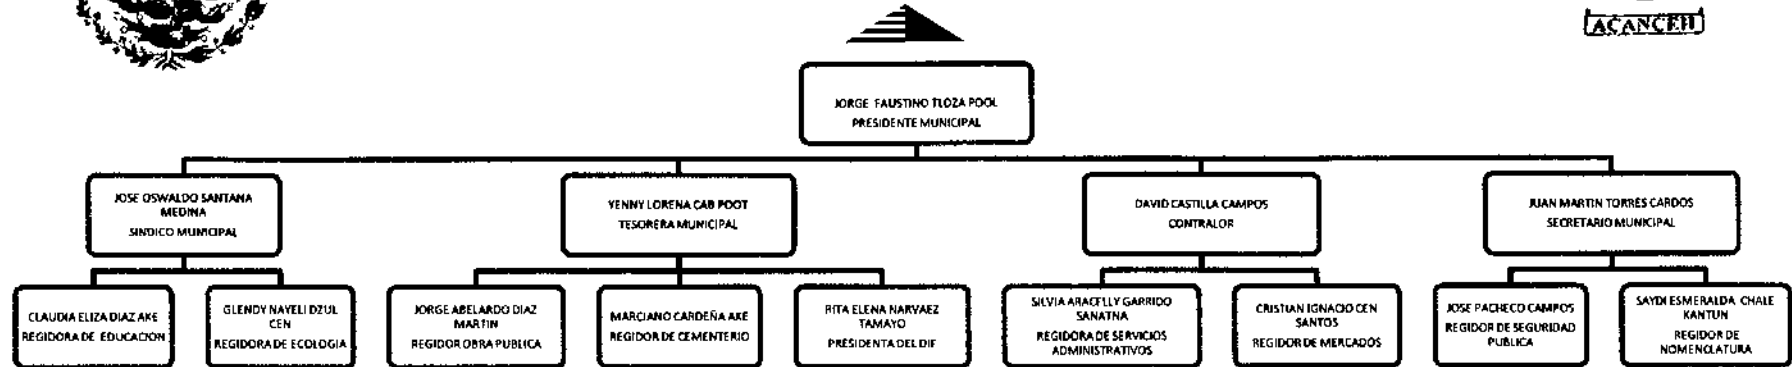 ACANCEH
JORGE FAUSTINO TLOZA POOL
PRESIDENTE MUNICIPAL
JOSE OSWALDO SANTANA
MEDINA
SINDICO MUNICIPAL
YENNY LORENA CAB POOT
TESORERA MUNICIPAL
DAVID CASTILLA CAMPOS
CONTRALOR
JUAN MARTIN TORRES CARDOS
SECRETARIO MUNICIPAL
CLAUDIA ELIZA DIAZ AKE
REGIDORA DE EDUCACION
GLENDY NAYELI DZUL
CEN
REGIDORA DE ECOLOGIA
JORGE ABELARDO DIAZ
MARTIN
REGIDOR OBRA PUBLICA
MARCIANO CARDEÑA AKE
REGIDOR DE CEMENTERIO
RITA ELENA NARVAEZ
TAMAYO
PRESIDENTA DEL DIF
SILVIA ARACELLY GARRIDO
SANATNA
REGIDORA DE SERVICIOS
ADMINISTRATIVOS
CRISTIAN IGNACIO CEN
SANTOS
REGIDOR DE MERCADOS
JOSE PACHECO CAMPOS
REGIDOR DE SEGURIDAD
PUBLICA
SAYDI ESMERALDA CHALE
KANTUN
REGIDOR DE
NOMENCLATURA